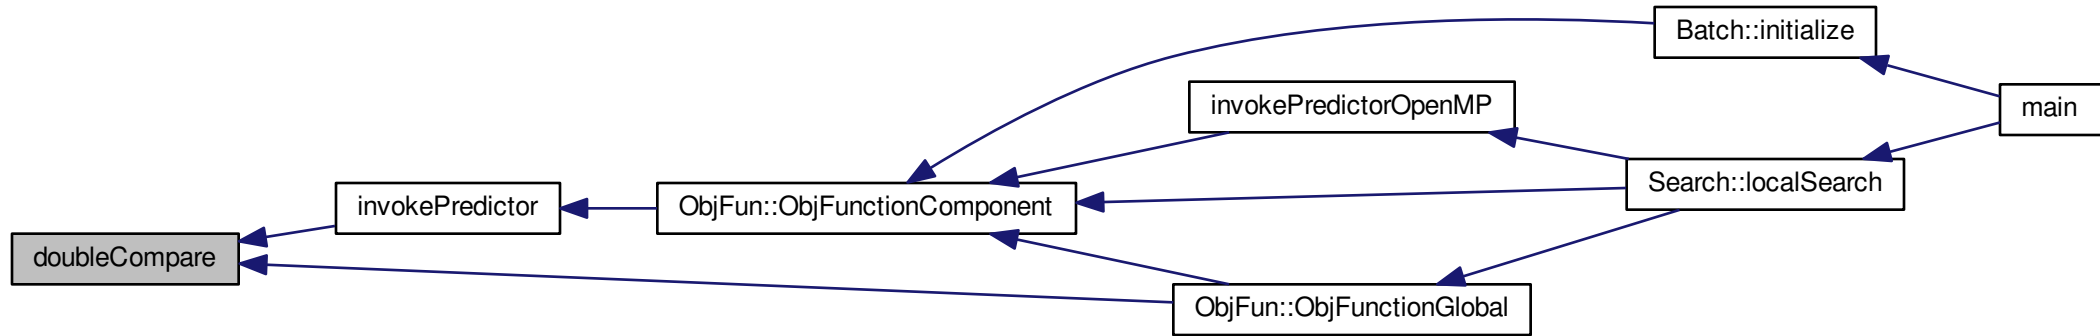 doubleCompare
invokePredictor
ObjFun::ObjFunctionComponent
Batch::initialize
invokePredictorOpenMP
Search::localSearch
ObjFun::ObjFunctionGlobal
main